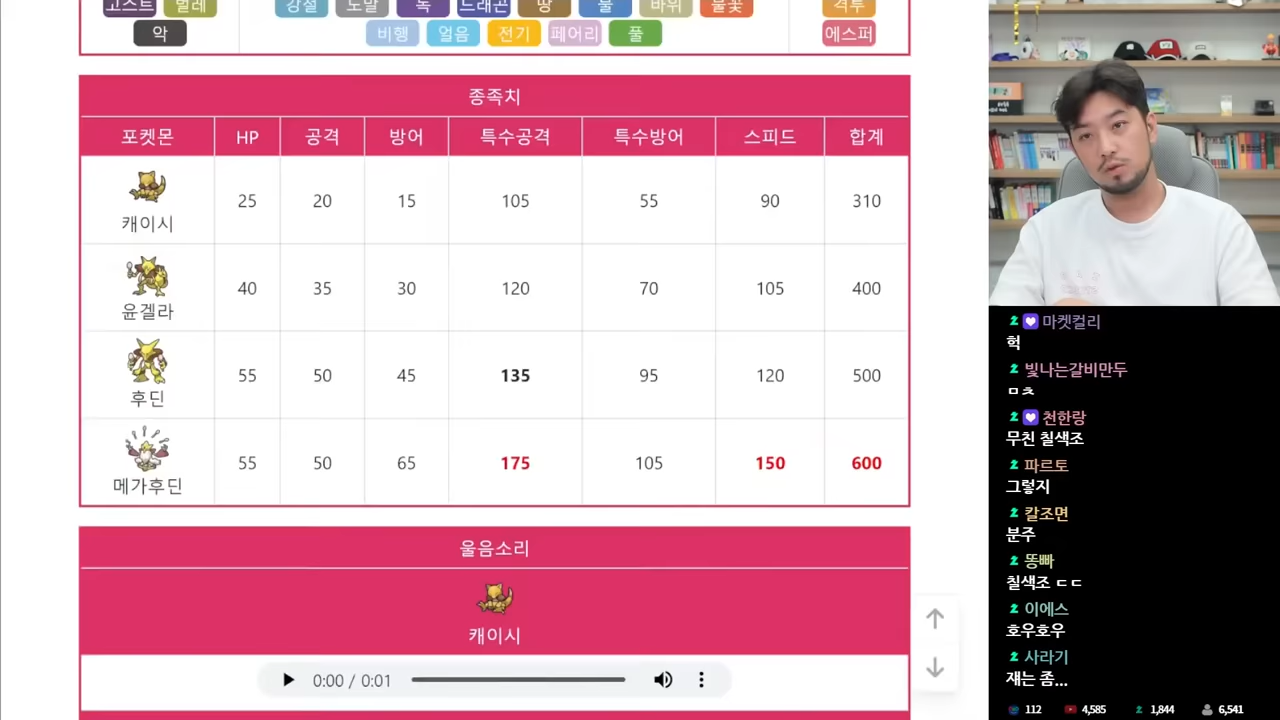 고스트 벌레 강철 노말 독 드래곤 땅 물 바위 불꽃 격투
악 비행 얼음 전기 페어리 풀 에스퍼
종족치
포켓몬 HP 공격 방어 특수공격 특수방어 스피드 합계
캐이시 25 20 15 105 55 90 310
윤겔라 40 35 30 120 70 105 400
후딘 55 50 45 135 95 120 500
메가후딘 55 50 65 175 105 150 600
울음소리
캐이시
0:00 / 0:01
마켓컬리
헉
빛나는갈비만두
ㅁㅊ
천한랑
무친 칠색조
파르토
그렇지
칼조면
분주
똥빠
칠색조 ㄷㄷ
이에스
호우호우
사라기
쟤는 좀...
112 4,585 1,844 6,541